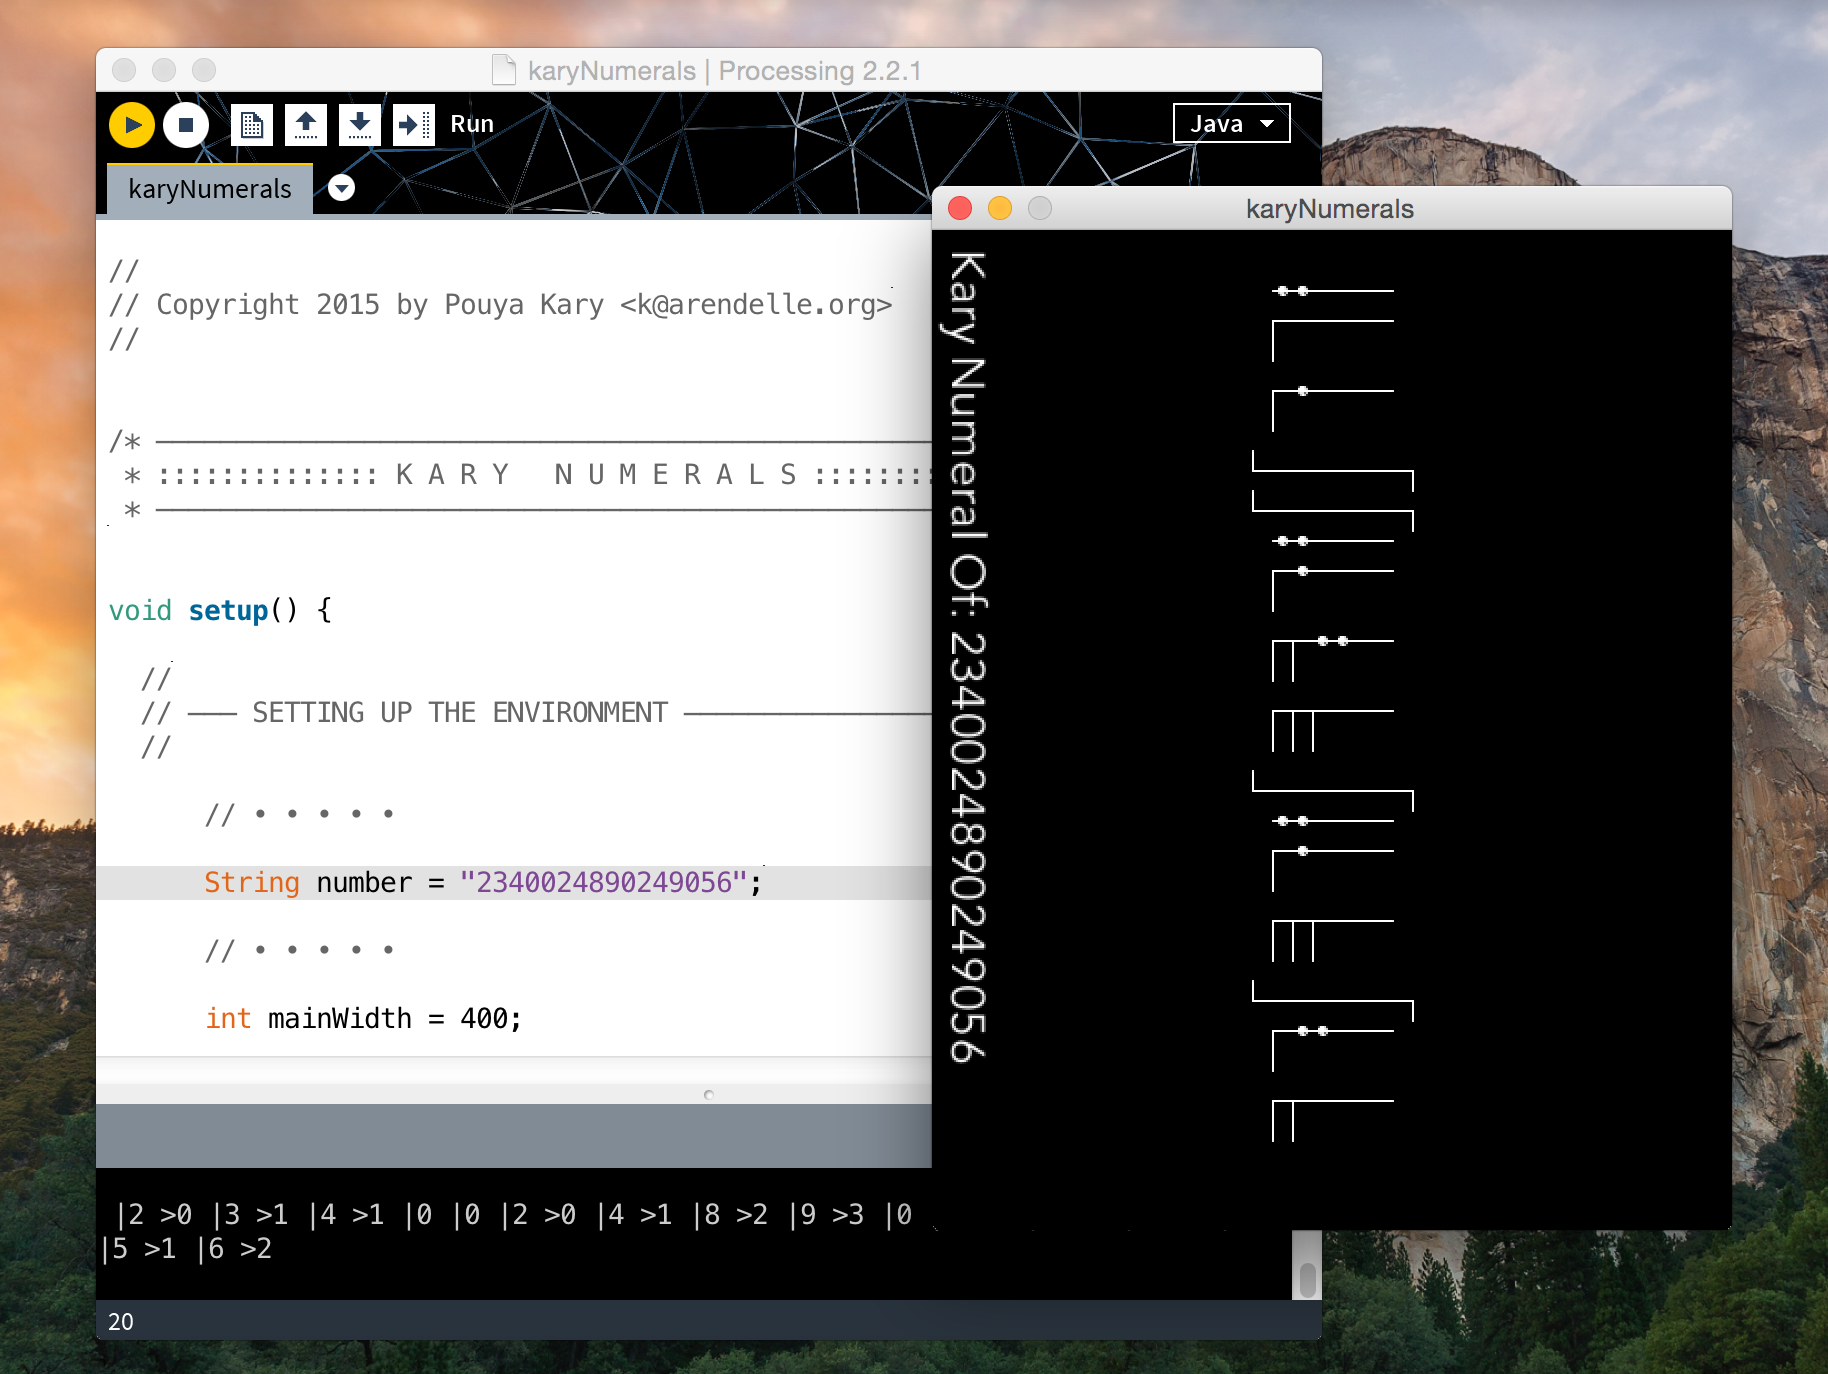 karyNumerals | Processing 2.2.1
Run
Java
karyNumerals
//
// Copyright 2015 by Pouya Kary <k@arendelle.org>
//
/* ────────────────────────
* :::::::::::::: K A R Y   N U M E R A L S ::::::::
* ────────────────────────
void setup() {
//
// ─── SETTING UP THE ENVIRONMENT ────────
//
// • • • • •
String number = "2340024890249056";
// • • • • •
int mainWidth = 400;
|2 >0 |3 >1 |4 >1 |0 |0 |2 >0 |4 >1 |8 >2 |9 >3 |0
|5 >1 |6 >2
20
karyNumerals
Kary Numeral Of: 2340024890249056